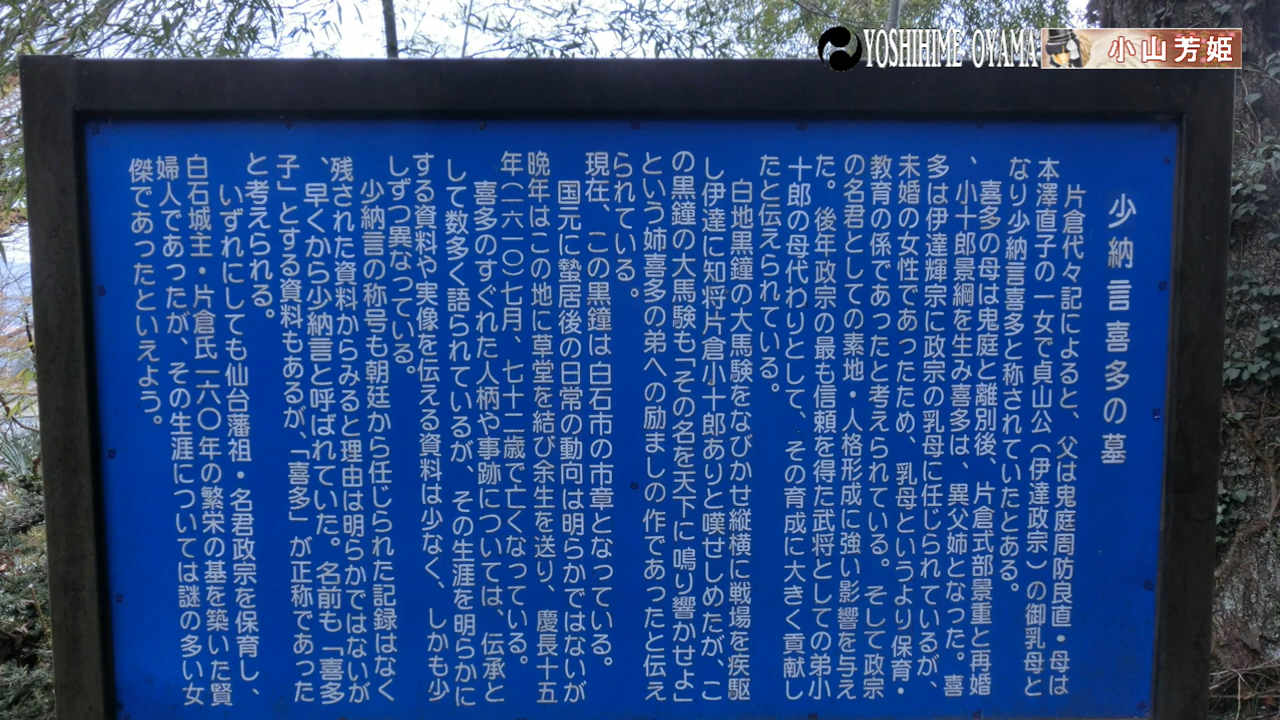 YOSHIHIME OYAMA
小山芳姫
少納言喜多の墓
片倉代々記によると、父は鬼庭周防良直・母は
本澤直子の一女で貞山公(伊達政宗)の御乳母と
なり少納言喜多と称されていたとある。
喜多の母は鬼庭と離別後、片倉式部景重と再婚
、小十郎景綱を生み喜多は、異父姉となった。喜
多は伊達輝宗に政宗の乳母に任じられているが、
未婚の女性であったため、乳母というより保育・
教育の係であったと考えられている。そして政宗
の名君としての素地・人格形成に強い影響を与え
た。後年政宗の最も信頼を得た武将としての弟小
十郎の母代わりとして、その育成に大きく貢献し
たと伝えられている。
白地黒鐘の大馬験をなびかせ縦横に戦場を疾駆
し伊達に知将片倉小十郎ありと嘆せしめたが、こ
の黒鐘の大馬験も「その名を天下に鳴り響かせよ」
という姉喜多の弟への励ましの作であったと伝え
られている。
現在、この黒鐘は白石市の市章となっている。
国元に蟄居後の日常の動向は明らかではないが
晩年はこの地に草堂を結び余生を送り、慶長十五
年(一六一〇)七月、七十二歳で亡くなっている。
喜多のすぐれた人柄や事跡については、伝承と
して数多く語られているが、その生涯を明らかに
する資料や実像を伝える資料は少なく、しかも少
しずつ異なっている。
少納言の称号も朝廷から任じられた記録はなく
残された資料からみると理由は明らかではないが
、早くから少納言と呼ばれていた。名前も「喜多
子」とする資料もあるが、「喜多」が正称であった
と考えられる。
いずれにしても仙台藩祖・名君政宗を保育し、
白石城主・片倉氏二六〇年の繁栄の基を築いた賢
婦人であったが、その生涯については謎の多い女
傑であったといえよう。